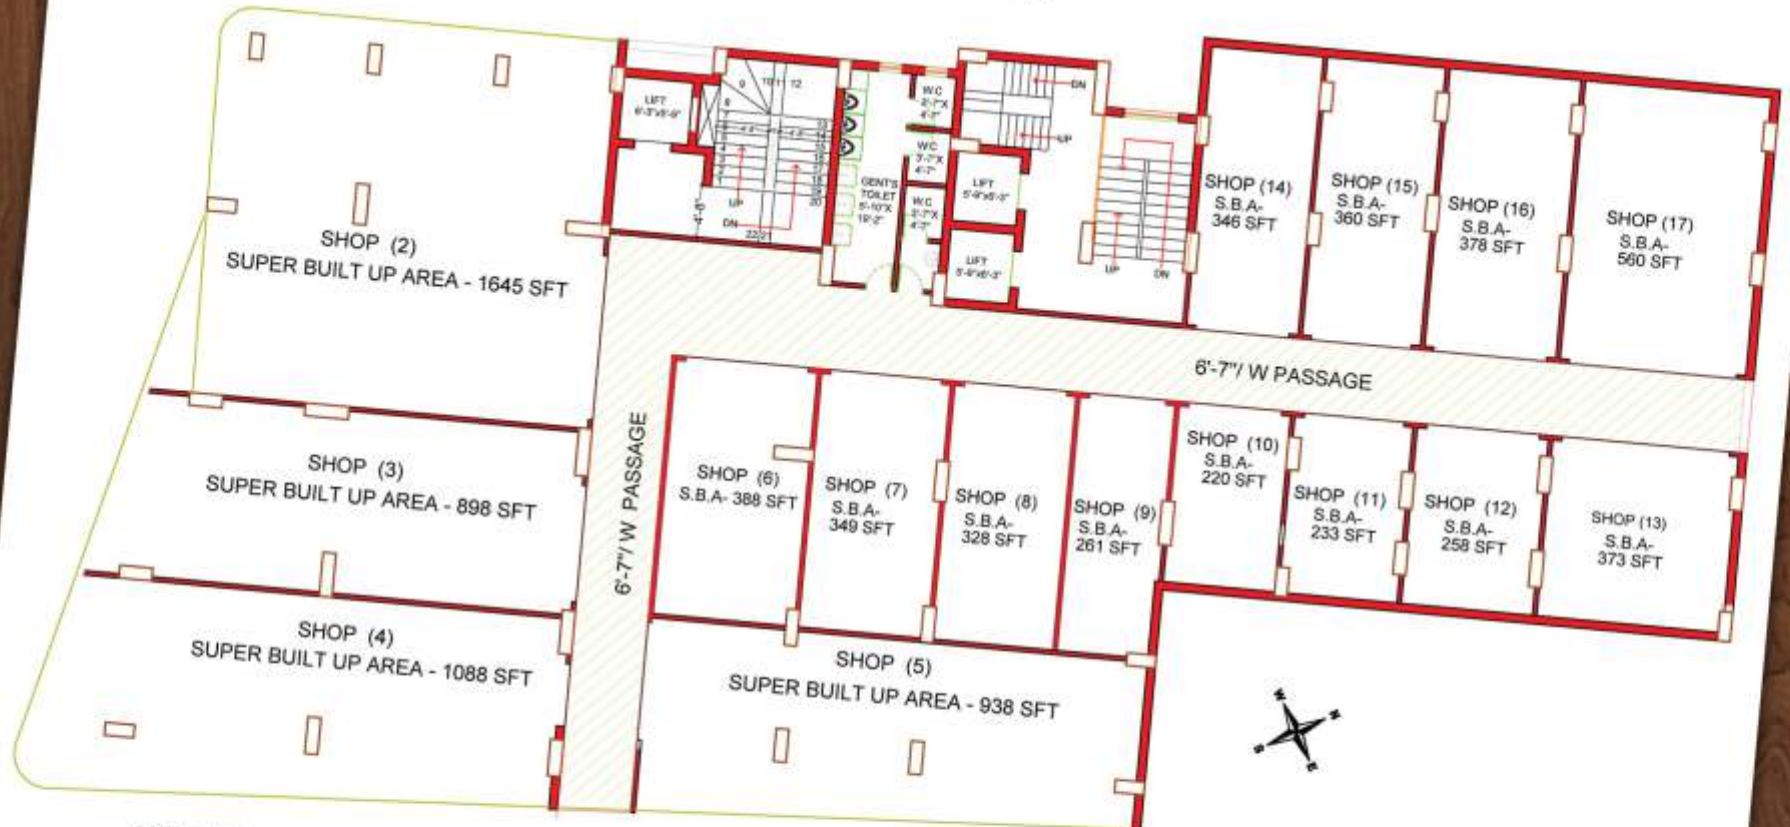 SHOP (2)
SUPER BUILT UP AREA - 1645 SFT
SHOP (3)
SUPER BUILT UP AREA - 898 SFT
SHOP (4)
SUPER BUILT UP AREA - 1088 SFT
SHOP (5)
SUPER BUILT UP AREA - 938 SFT
6'-7"/ W PASSAGE
6'-7"/ W PASSAGE
LIFT
UP
DN
4'-6"
GENT'S
TOILET
W.C
W.C
W.C
LIFT
LIFT
DN
UP
UP
DN
SHOP (14)
S.B.A-
346 SFT
SHOP (15)
S.B.A-
360 SFT
SHOP (16)
S.B.A-
378 SFT
SHOP (17)
S.B.A-
560 SFT
SHOP (6)
S.B.A- 388 SFT
SHOP (7)
S.B.A-
349 SFT
SHOP (8)
S.B.A-
328 SFT
SHOP (9)
S.B.A-
261 SFT
SHOP (10)
S.B.A-
220 SFT
SHOP (11)
S.B.A-
233 SFT
SHOP (12)
S.B.A-
258 SFT
SHOP (13)
S.B.A-
373 SFT
W
N
S
E